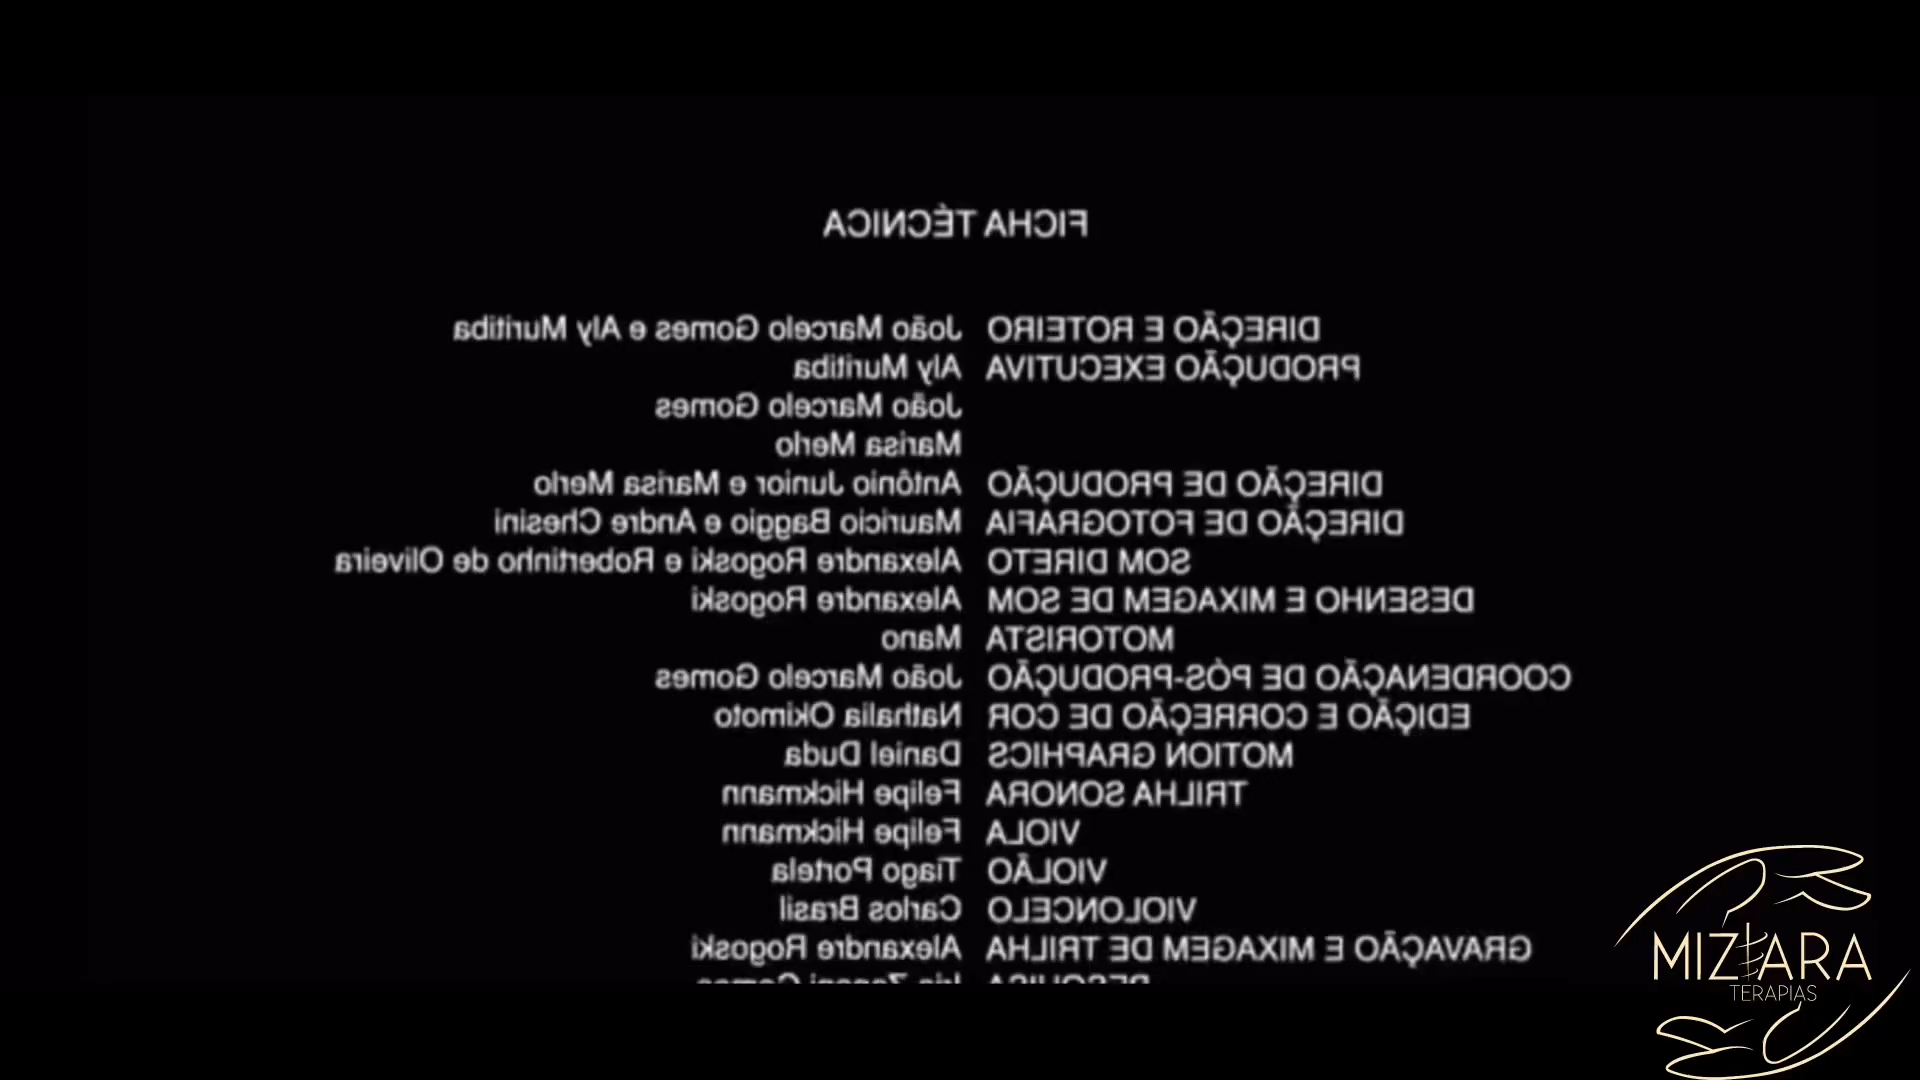 FICHA TÉCNICA
DIREÇÃO E ROTEIRO João Marcelo Gomes e Aly Muritiba
PRODUÇÃO EXECUTIVA Aly Muritiba
João Marcelo Gomes
Marisa Merlo
DIREÇÃO DE PRODUÇÃO Antônio Junior e Marisa Merlo
DIREÇÃO DE FOTOGRAFIA Mauricio Baggio e Andre Chesini
SOM DIRETO Alexandre Rogoski e Robertinho de Oliveira
DESENHO E MIXAGEM DE SOM Alexandre Rogoski
MOTORISTA Mano
COORDENAÇÃO DE PÓS-PRODUÇÃO João Marcelo Gomes
EDIÇÃO E CORREÇÃO DE COR Nathalia Okimoto
MOTION GRAPHICS Daniel Duda
TRILHA SONORA Felipe Hickmann
VIOLA Felipe Hickmann
VIOLÃO Tiago Portela
VIOLONCELO Carlos Brasil
GRAVAÇÃO E MIXAGEM DE TRILHA Alexandre Rogoski
PESQUISA
MIZIARA
TERAPIAS